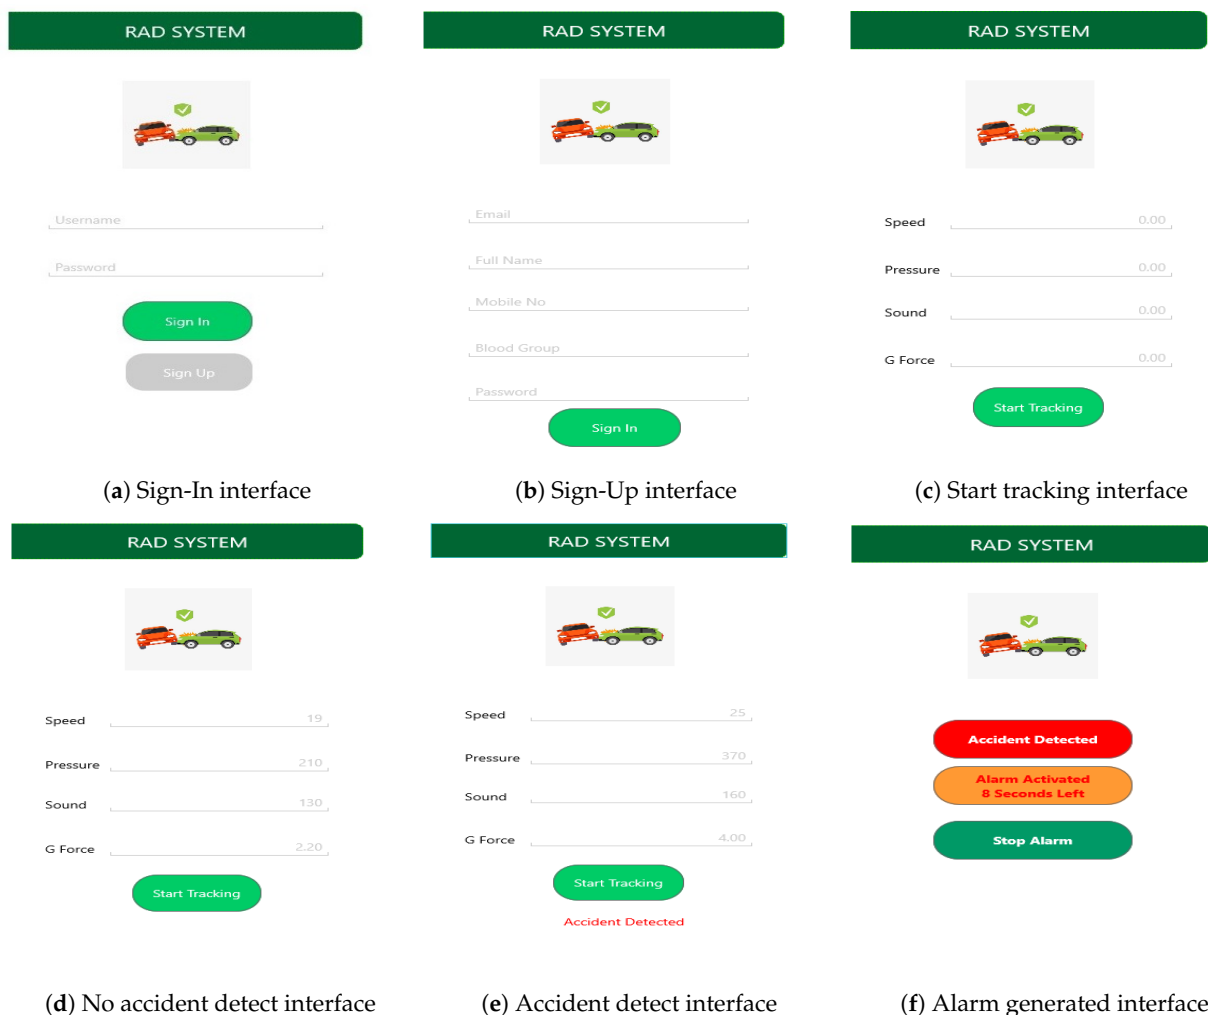 RAD SYSTEM
Username
Password
Sign In
Sign Up
(a) Sign-In interface
RAD SYSTEM
Email
Full Name
Mobile No
Blood Group
Password
Sign In
(b) Sign-Up interface
RAD SYSTEM
Speed 0.00
Pressure 0.00
Sound 0.00
G Force 0.00
Start Tracking
(c) Start tracking interface
RAD SYSTEM
Speed 19
Pressure 210
Sound 130
G Force 2.20
Start Tracking
(d) No accident detect interface
RAD SYSTEM
Speed 25
Pressure 370
Sound 160
G Force 4.00
Start Tracking
Accident Detected
(e) Accident detect interface
RAD SYSTEM
Accident Detected
Alarm Activated
8 Seconds Left
Stop Alarm
(f) Alarm generated interface